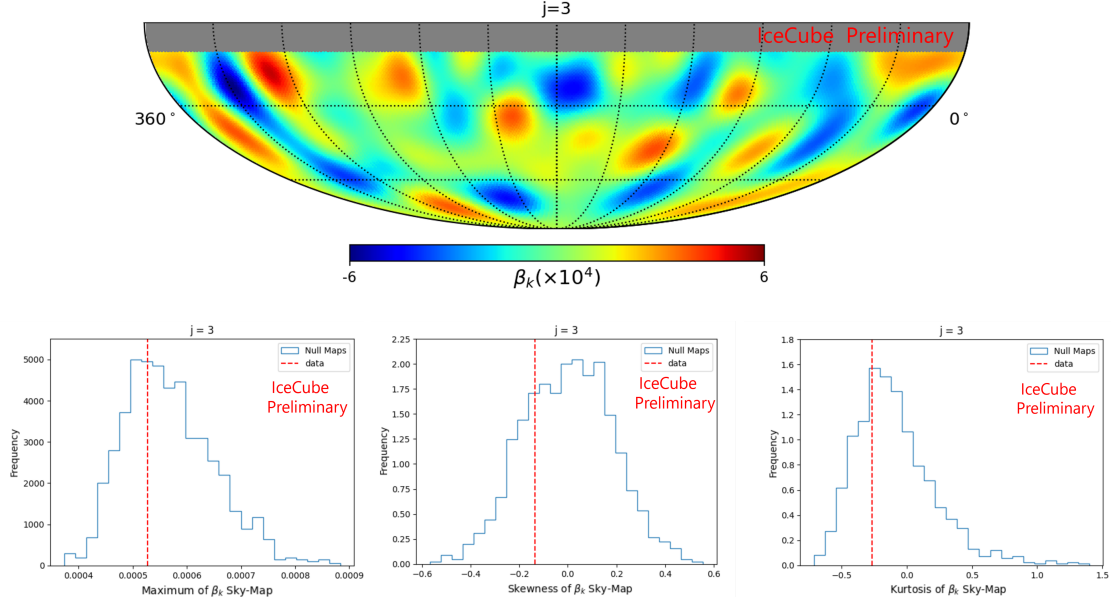 j=3
IceCube Preliminary
360°
0°
-6
6
βₖ(×10⁴)
j = 3
5000
4000
3000
2000
1000
0
Frequency
Null Maps
data
IceCube
Preliminary
0.0004
0.0005
0.0006
0.0007
0.0008
0.0009
Maximum of βₖ Sky-Map
j = 3
2.25
2.00
1.75
1.50
1.25
1.00
0.75
0.50
0.25
0.00
Frequency
Null Maps
data
IceCube
Preliminary
−0.6
−0.4
−0.2
0.0
0.2
0.4
0.6
Skewness of βₖ Sky-Map
j = 3
1.8
1.6
1.4
1.2
1.0
0.8
0.6
0.4
0.2
0.0
Frequency
Null Maps
data
IceCube
Preliminary
−0.5
0.0
0.5
1.0
1.5
Kurtosis of βₖ Sky-Map